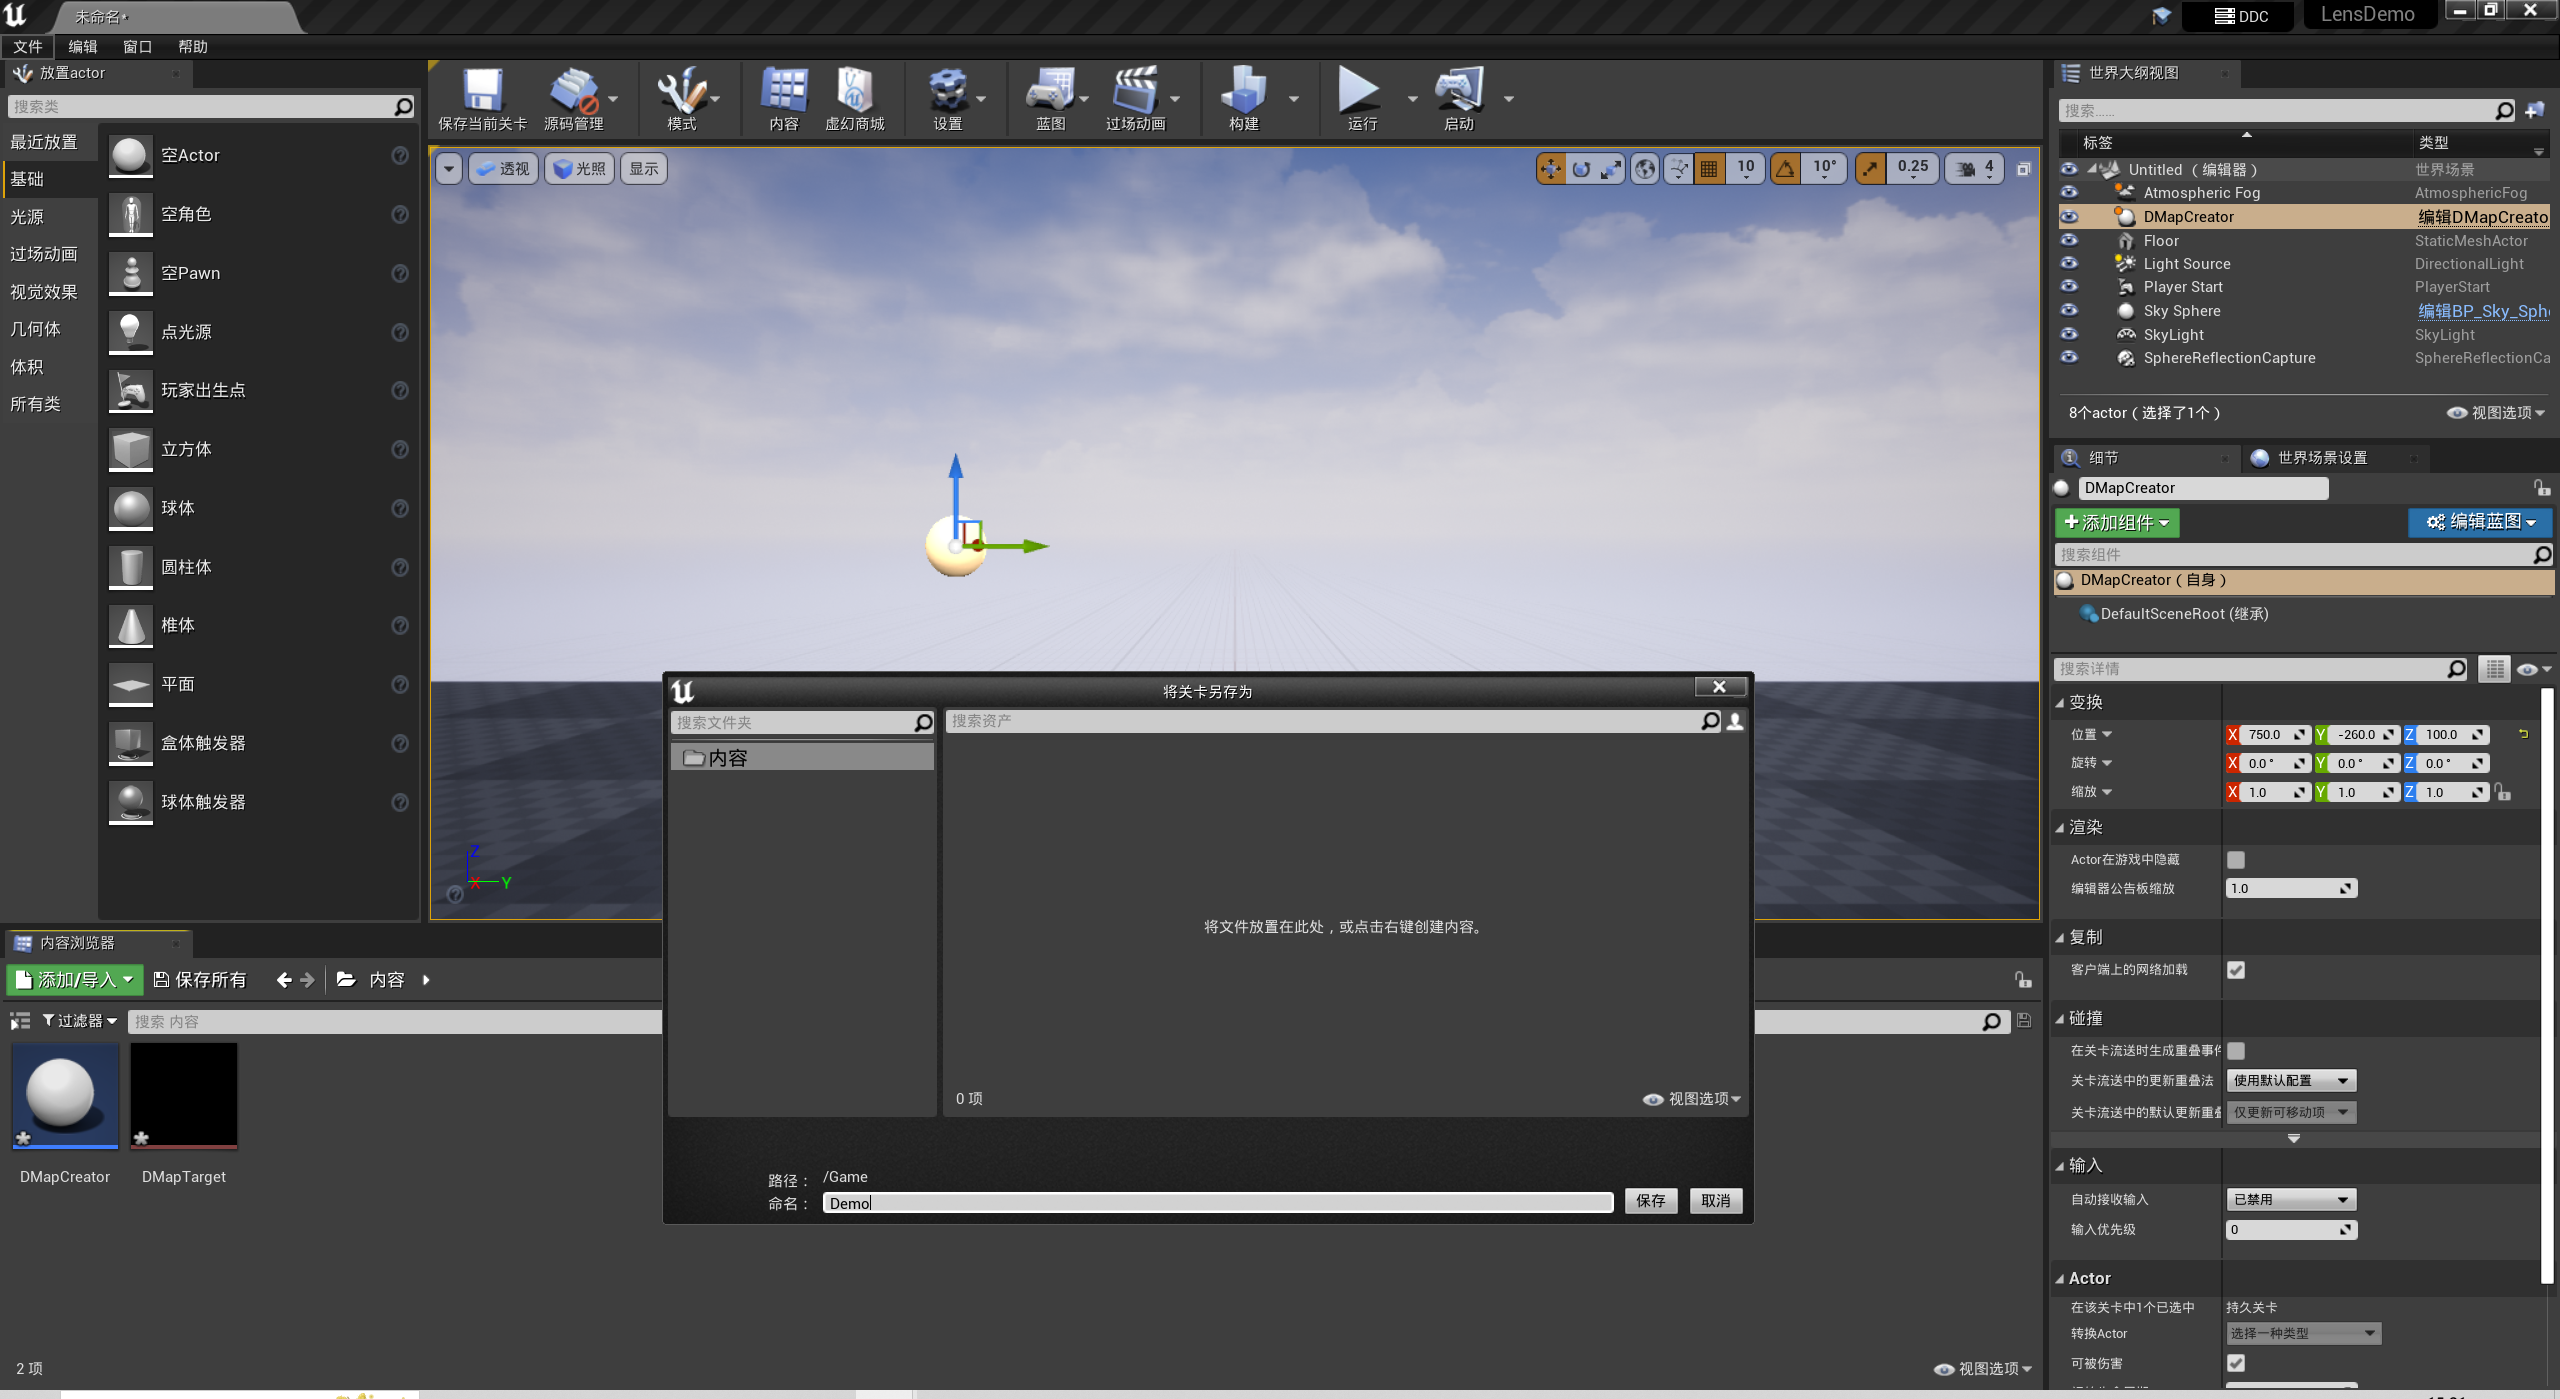 未命名*
DDC
LensDemo
文件 编辑 窗口 帮助
放置actor
搜索类
最近放置
基础
光源
过场动画
视觉效果
几何体
体积
所有类
空Actor
空角色
空Pawn
点光源
玩家出生点
立方体
球体
圆柱体
椎体
平面
盒体触发器
球体触发器
保存当前关卡 源码管理 模式 内容 虚幻商城 设置 蓝图 过场动画 构建 运行 启动
透视 光照 显示
10 10° 0.25 4
Z
X Y
世界大纲视图
搜索……
标签 类型
Untitled（编辑器） 世界场景
Atmospheric Fog AtmosphericFog
DMapCreator 编辑DMapCreato
Floor StaticMeshActor
Light Source DirectionalLight
Player Start PlayerStart
Sky Sphere 编辑BP_Sky_Sph
SkyLight SkyLight
SphereReflectionCapture SphereReflectionCa
8个actor（选择了1个） 视图选项
细节 世界场景设置
DMapCreator
添加组件 编辑蓝图
搜索组件
DMapCreator（自身）
DefaultSceneRoot (继承)
搜索详情
变换
位置 X 750.0 Y -260.0 Z 100.0
旋转 X 0.0° Y 0.0° Z 0.0°
缩放 X 1.0 Y 1.0 Z 1.0
渲染
Actor在游戏中隐藏
编辑器公告板缩放 1.0
复制
客户端上的网络加载
碰撞
在关卡流送时生成重叠事件
关卡流送中的更新重叠法 使用默认配置
关卡流送中的默认更新重叠 仅更新可移动项
输入
自动接收输入 已禁用
输入优先级 0
Actor
在该关卡中1个已选中 持久关卡
转换Actor 选择一种类型
可被伤害
将关卡另存为
搜索文件夹
搜索资产
内容
将文件放置在此处，或点击右键创建内容。
0 项 视图选项
路径： /Game
命名： Demo
保存 取消
内容浏览器
添加/导入 保存所有 内容
过滤器 搜索 内容
DMapCreator DMapTarget
2 项 视图选项